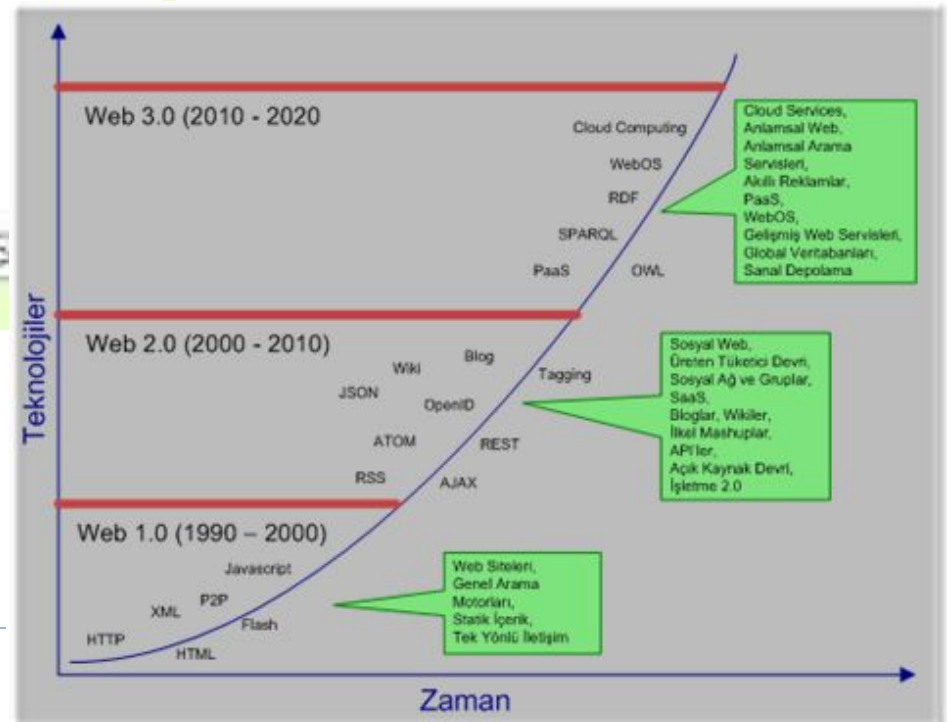 Teknolojiler
Web 3.0 (2010 - 2020
Cloud Computing
WebOS
RDF
SPARQL
PaaS
OWL
Cloud Services,
Anlamsal Web,
Anlamsal Arama
Servisleri,
Akıllı Reklamlar,
PaaS,
WebOS,
Gelişmiş Web Servisleri,
Global Veritabanları,
Sanal Depolama
Web 2.0 (2000 - 2010)
Blog
Wiki
Tagging
JSON
OpenID
ATOM
REST
RSS
AJAX
Sosyal Web,
Üreten Tüketici Devri,
Sosyal Ağ ve Gruplar,
SaaS,
Bloglar, Wikiler,
İlkel Mashuplar,
API'ler,
Açık Kaynak Devri,
İşletme 2.0
Web 1.0 (1990 – 2000)
Javascript
P2P
XML
Flash
HTTP
HTML
Web Siteleri,
Genel Arama
Motorları,
Statik İçerik,
Tek Yönlü İletişim
Zaman